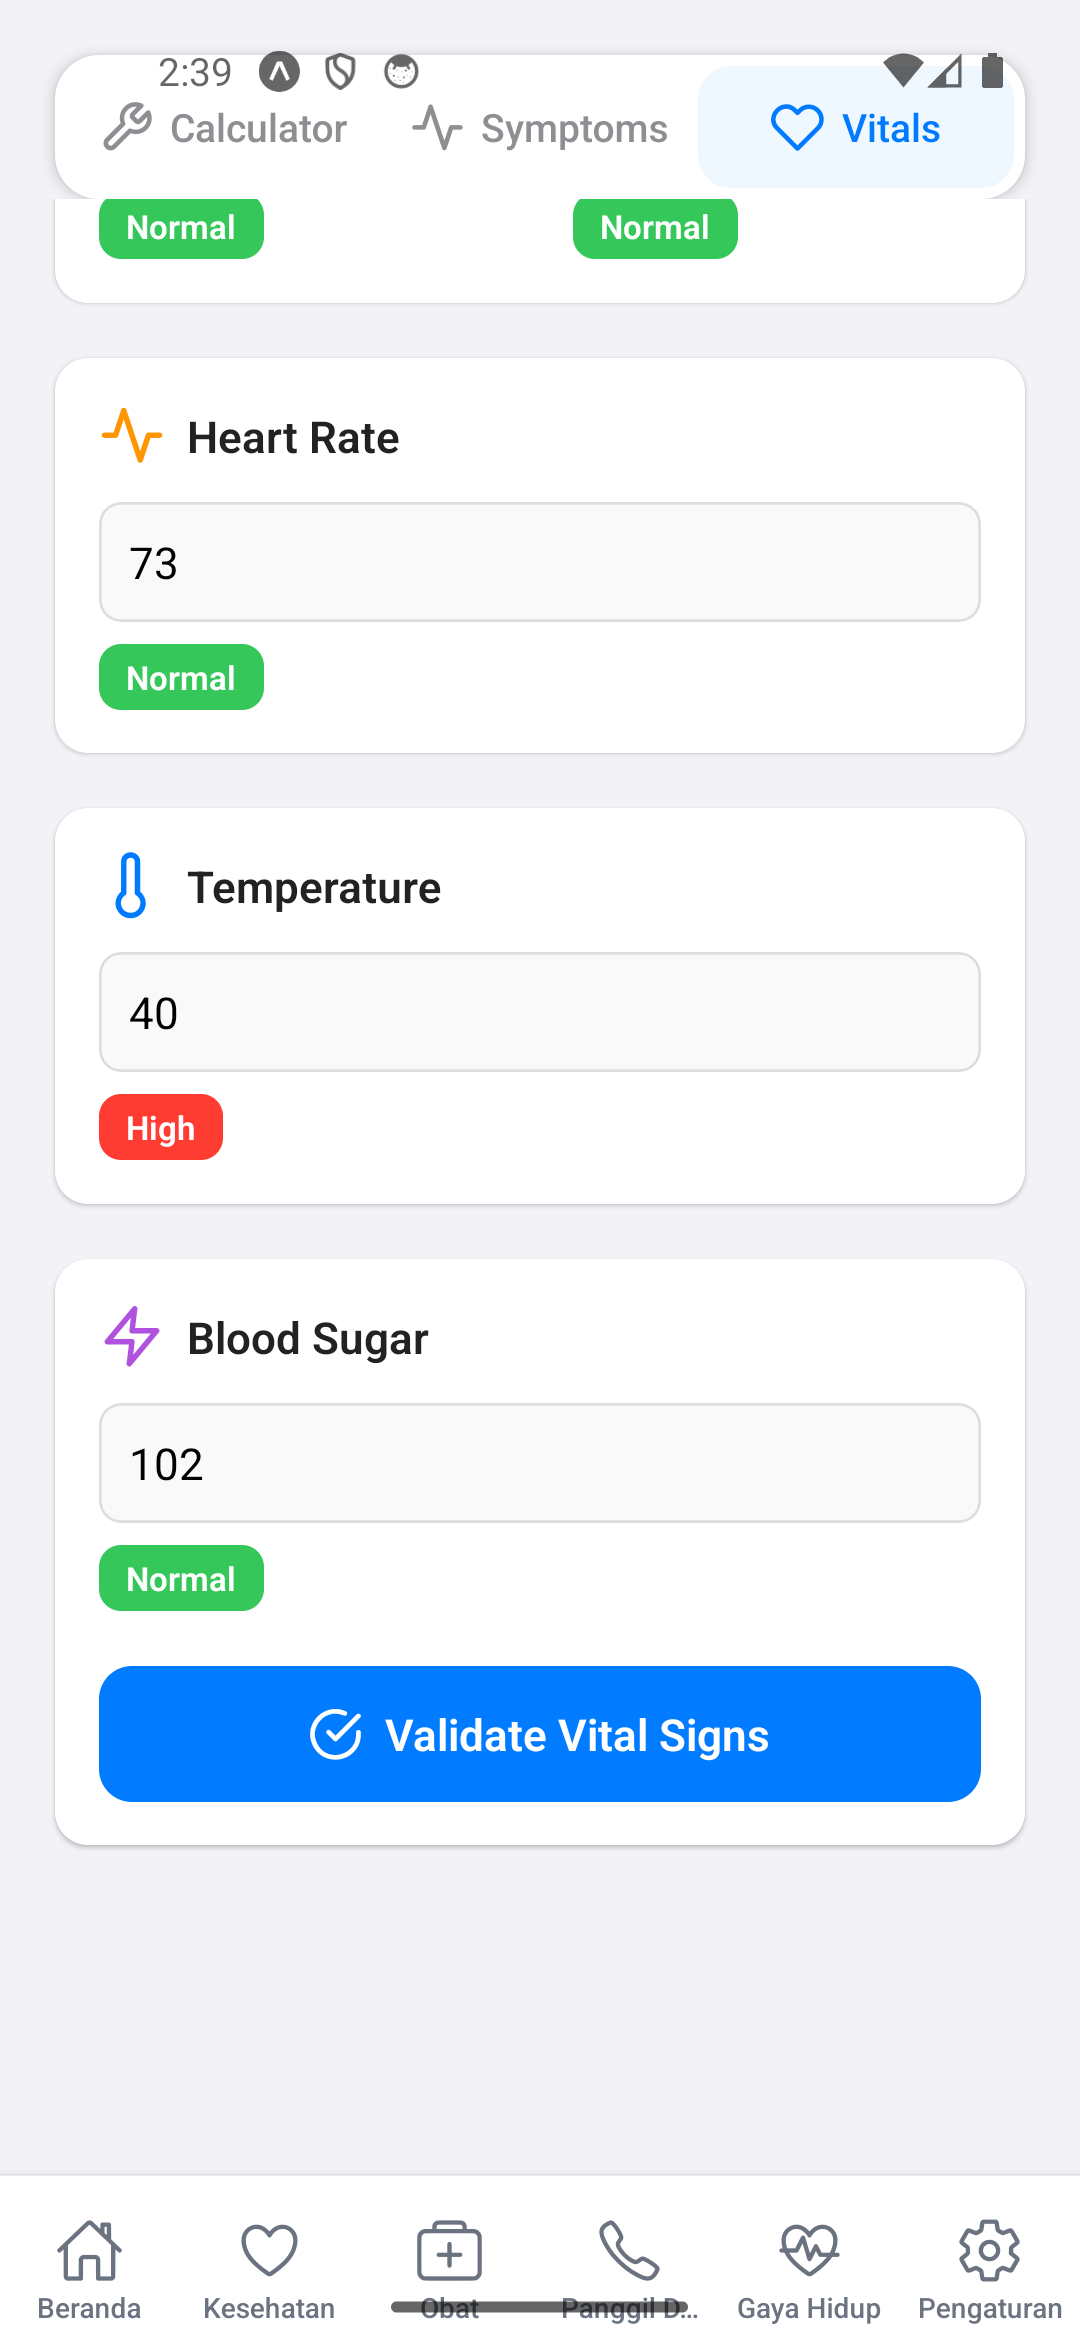 2:39
Calculator Symptoms Vitals
Normal Normal
Heart Rate
73
Normal
Temperature
40
High
Blood Sugar
102
Normal
Validate Vital Signs
Beranda Kesehatan Obat Panggil D... Gaya Hidup Pengaturan